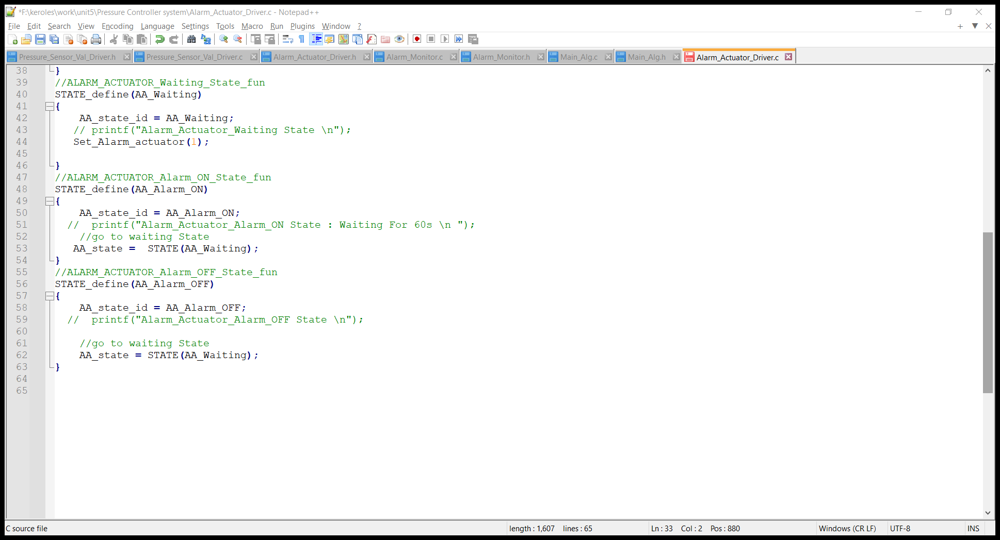 *F:\keroles\work\unit5\Pressure Controller system\Alarm_Actuator_Driver.c - Notepad++
File Edit Search View Encoding Language Settings Tools Macro Run Plugins Window ?
Pressure_Sensor_Val_Driver.h Pressure_Sensor_Val_Driver.c Alarm_Actuator_Driver.h Alarm_Monitor.c Alarm_Monitor.h Main_Alg.c Main_Alg.h Alarm_Actuator_Driver.c
38 }
39 //ALARM_ACTUATOR_Waiting_State_fun
40 STATE_define(AA_Waiting)
41 {
42 AA_state_id = AA_Waiting;
43 // printf("Alarm_Actuator_Waiting State \n");
44 Set_Alarm_actuator(1);
45
46 }
47 //ALARM_ACTUATOR_Alarm_ON_State_fun
48 STATE_define(AA_Alarm_ON)
49 {
50 AA_state_id = AA_Alarm_ON;
51 //  printf("Alarm_Actuator_Alarm_ON State : Waiting For 60s \n ");
52 //go to waiting State
53 AA_state =  STATE(AA_Waiting);
54 }
55 //ALARM_ACTUATOR_Alarm_OFF_State_fun
56 STATE_define(AA_Alarm_OFF)
57 {
58 AA_state_id = AA_Alarm_OFF;
59 //  printf("Alarm_Actuator_Alarm_OFF State \n");
60
61 //go to waiting State
62 AA_state = STATE(AA_Waiting);
63 }
64
65
C source file length : 1,607 lines : 65 Ln : 33 Col : 2 Pos : 880 Windows (CR LF) UTF-8 INS